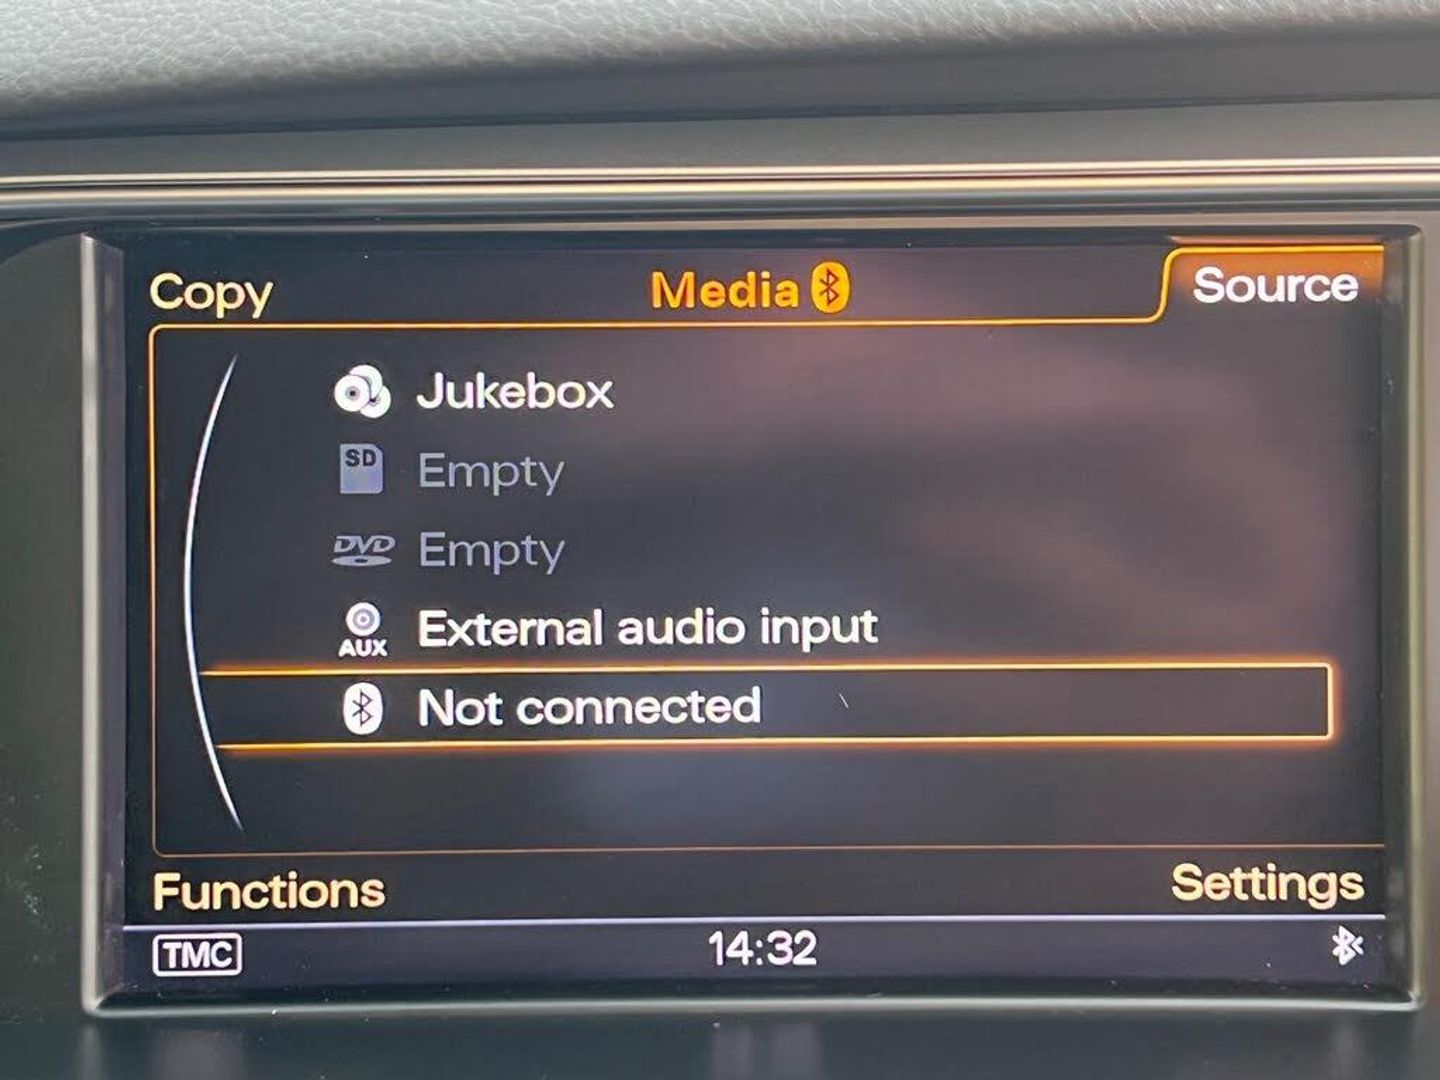 Copy Media Source
Jukebox
SD Empty
DVD Empty
External audio input
AUX
Not connected
Functions Settings
TMC 14:32